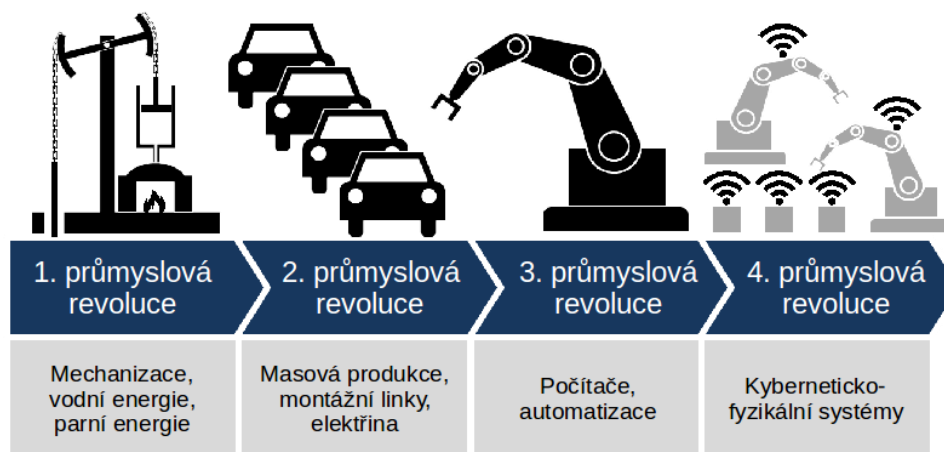 1. průmyslová
revoluce
2. průmyslová
revoluce
3. průmyslová
revoluce
4. průmyslová
revoluce
Mechanizace,
vodní energie,
parní energie
Masová produkce,
montážní linky,
elektřina
Počítače,
automatizace
Kyberneticko-
fyzikální systémy